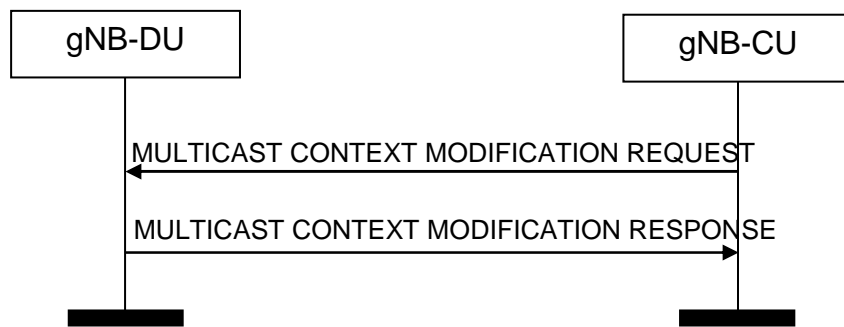 gNB-DU
gNB-CU
MULTICAST CONTEXT MODIFICATION REQUEST
MULTICAST CONTEXT MODIFICATION RESPONSE